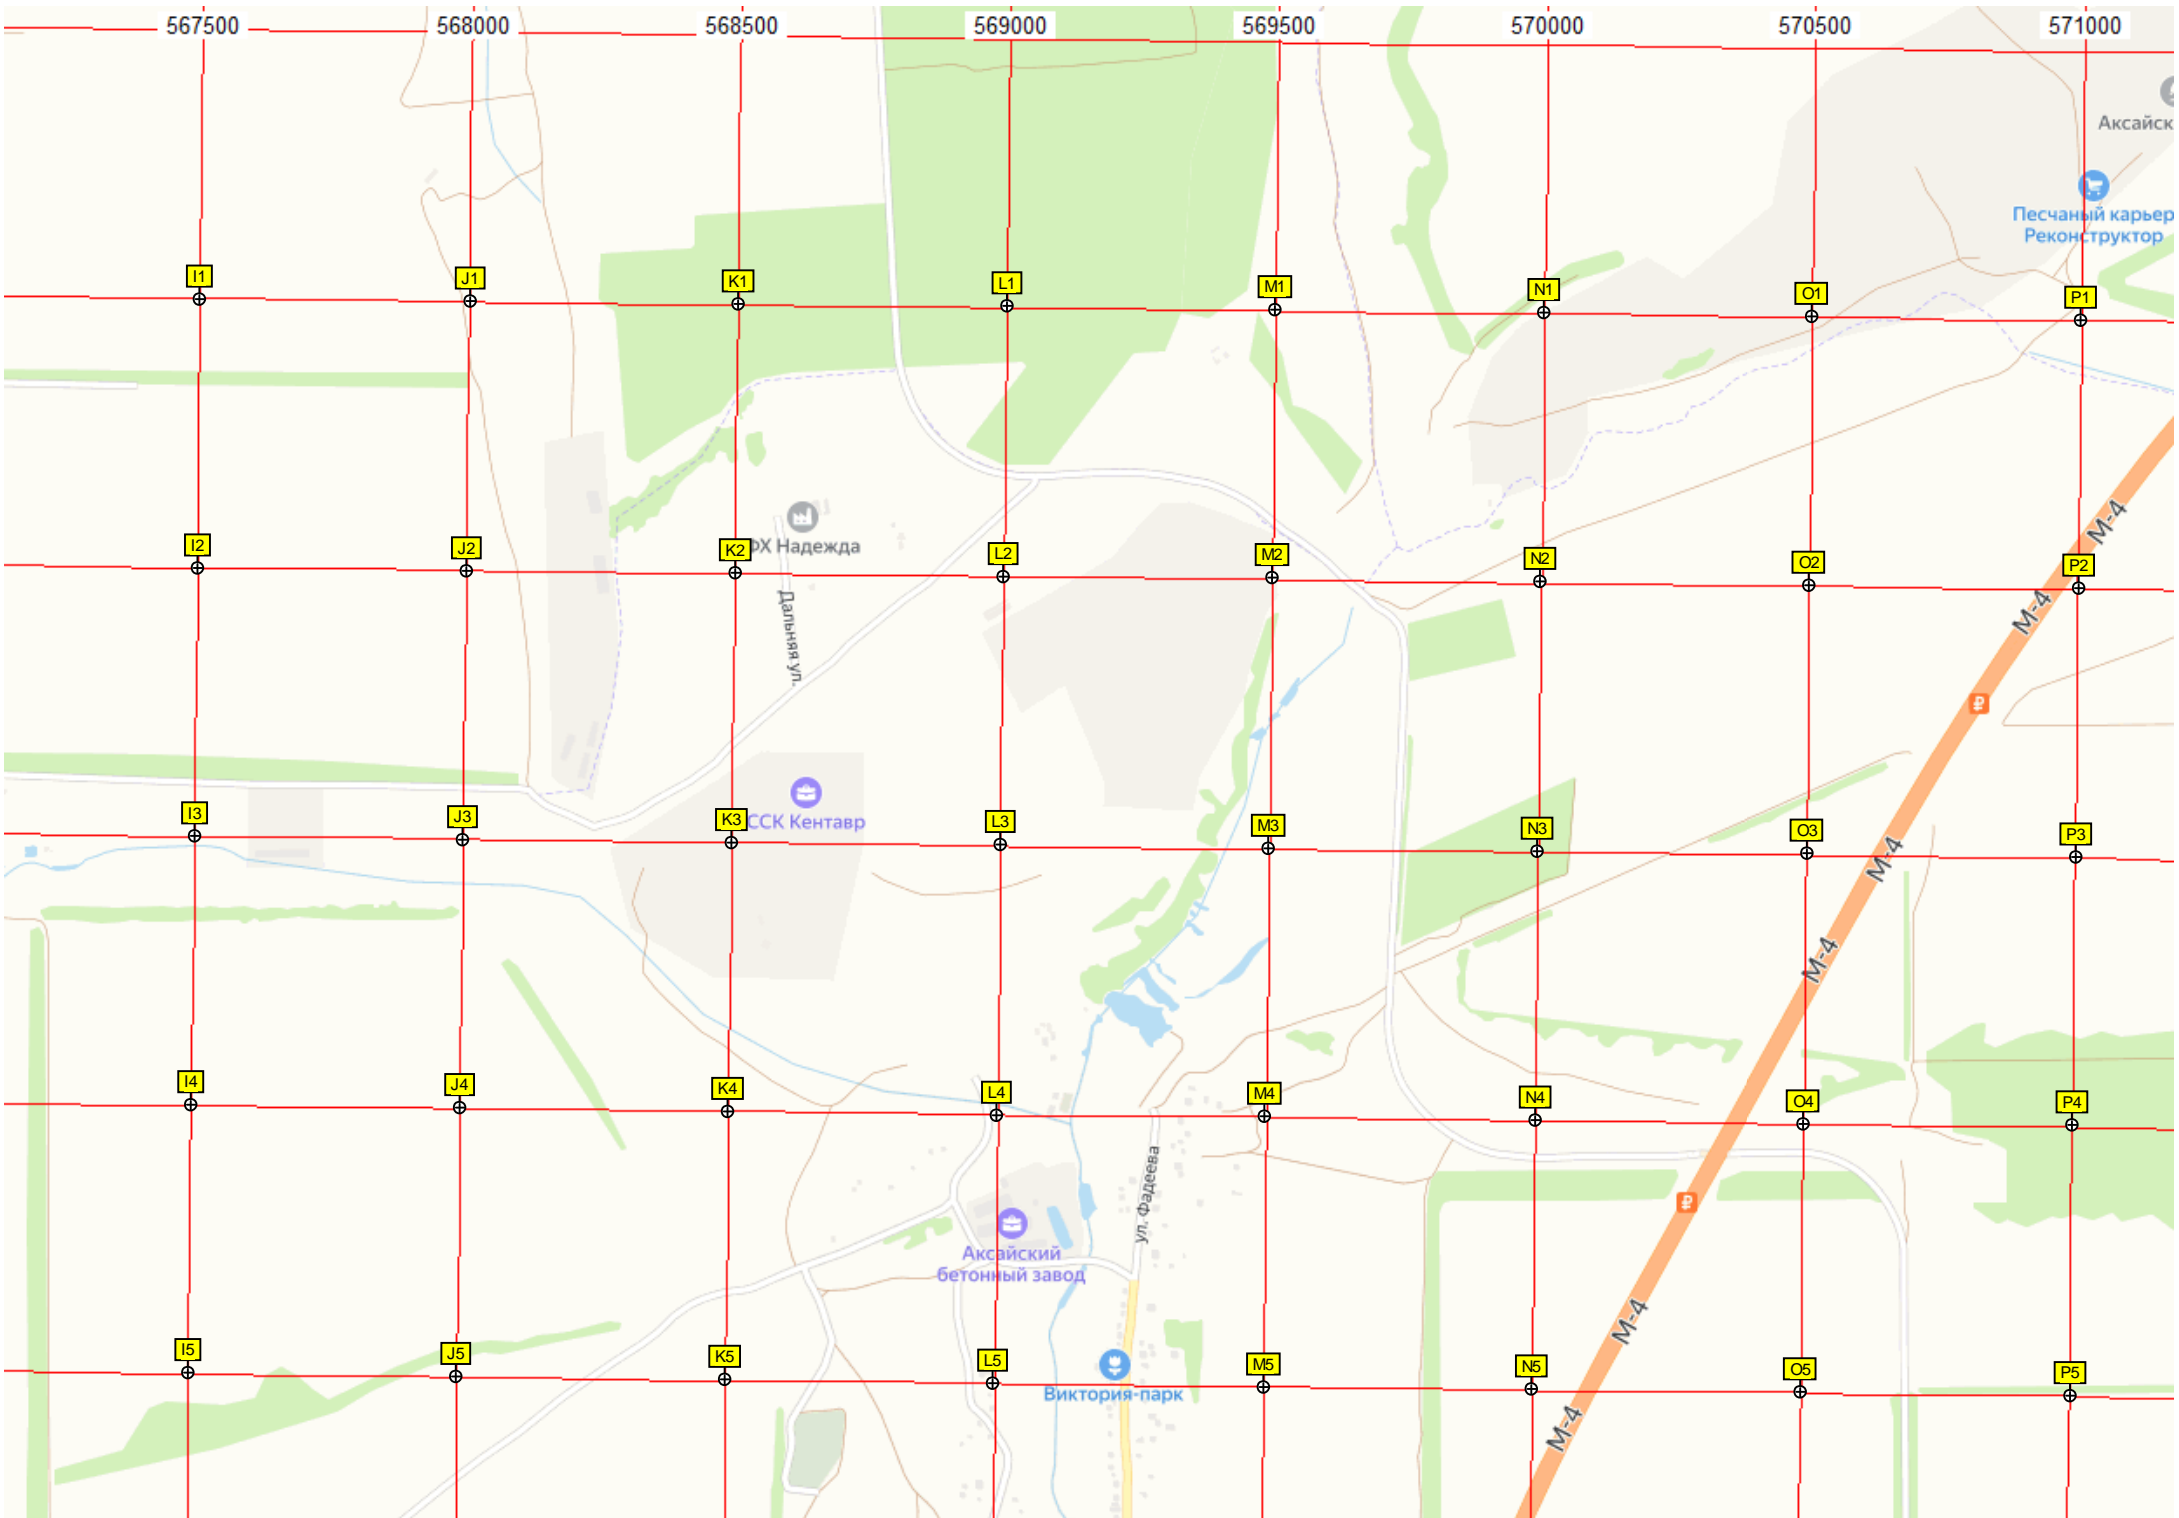 567500 568000 568500 569000 569500 570000 570500 571000
Аксайск
Песчаный карьер
Реконструктор
I1 J1 K1 L1 M1 N1 O1 P1
М-4
ФХ Надежда
I2 J2 K2 L2 M2 N2 O2 P2
Дальняя ул.
М-4
I3 J3 K3 L3 M3 N3 O3 P3
ССК Кентавр
М-4
М-4
I4 J4 K4 L4 M4 N4 O4 P4
ул. Фадеева
Аксайский
бетонный завод
М-4
I5 J5 K5 L5 M5 N5 O5 P5
Виктория-парк
М-4